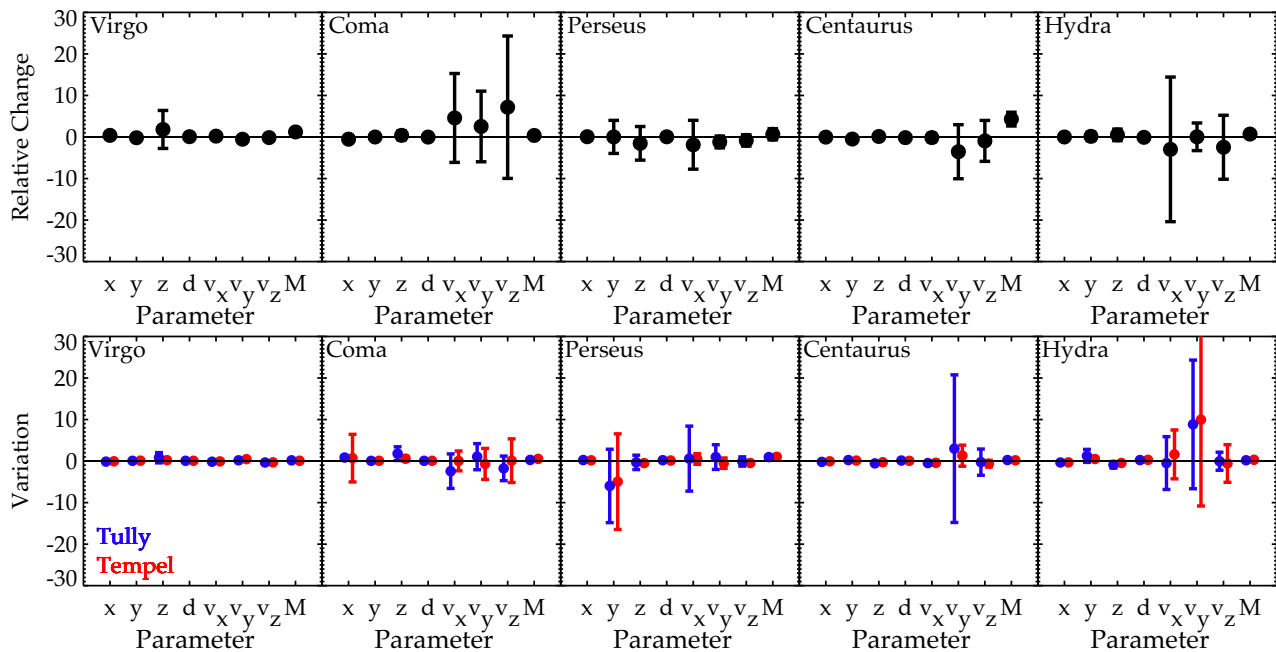 Virgo Coma Perseus Centaurus Hydra
30
20
10
0
-10
-20
-30
Relative Change
x y z d vx vy vz M x y z d vx vy vz M x y z d vx vy vz M x y z d vx vy vz M x y z d vx vy vz M
Parameter Parameter Parameter Parameter Parameter
Virgo Coma Perseus Centaurus Hydra
30
20
10
0
-10
-20
-30
Variation
Tully
Tempel
x y z d vx vy vz M x y z d vx vy vz M x y z d vx vy vz M x y z d vx vy vz M x y z d vx vy vz M
Parameter Parameter Parameter Parameter Parameter